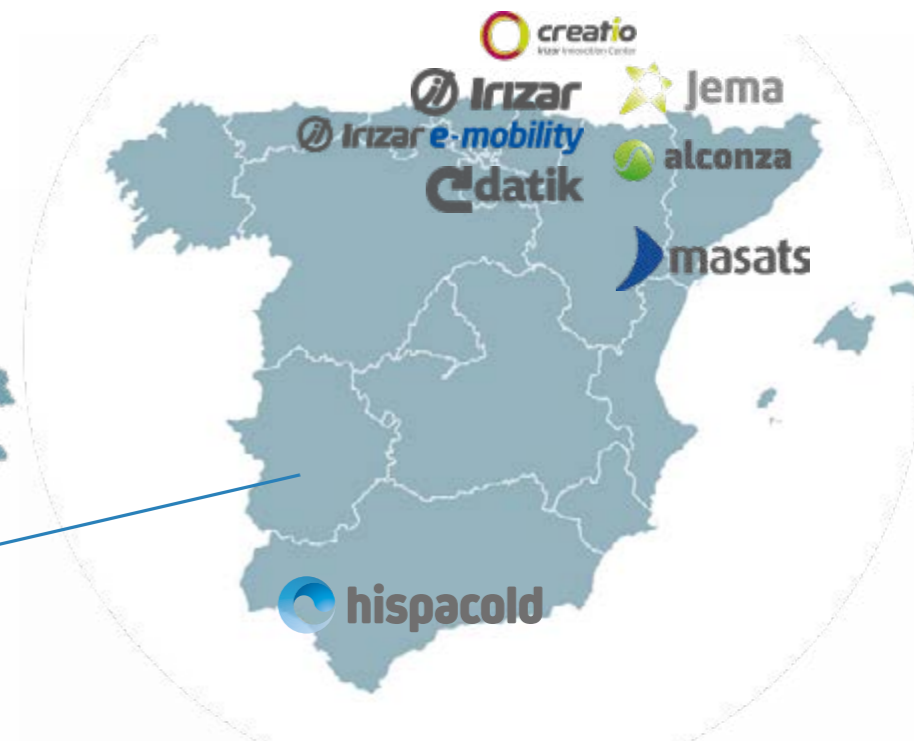 creatio
Irizar Innovation Center
Irizar
Jema
Irizar e-mobility
alconza
datik
masats
hispacold